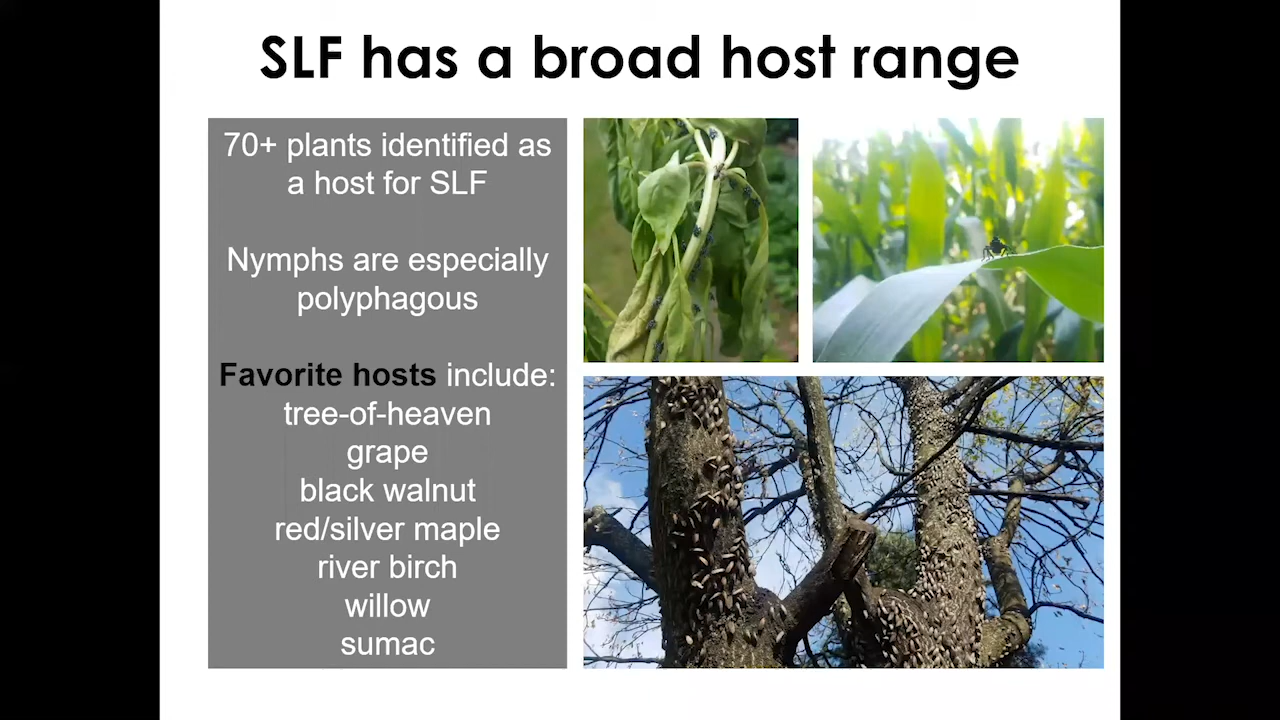 SLF has a broad host range
70+ plants identified as
a host for SLF
Nymphs are especially
polyphagous
Favorite hosts include:
tree-of-heaven
grape
black walnut
red/silver maple
river birch
willow
sumac